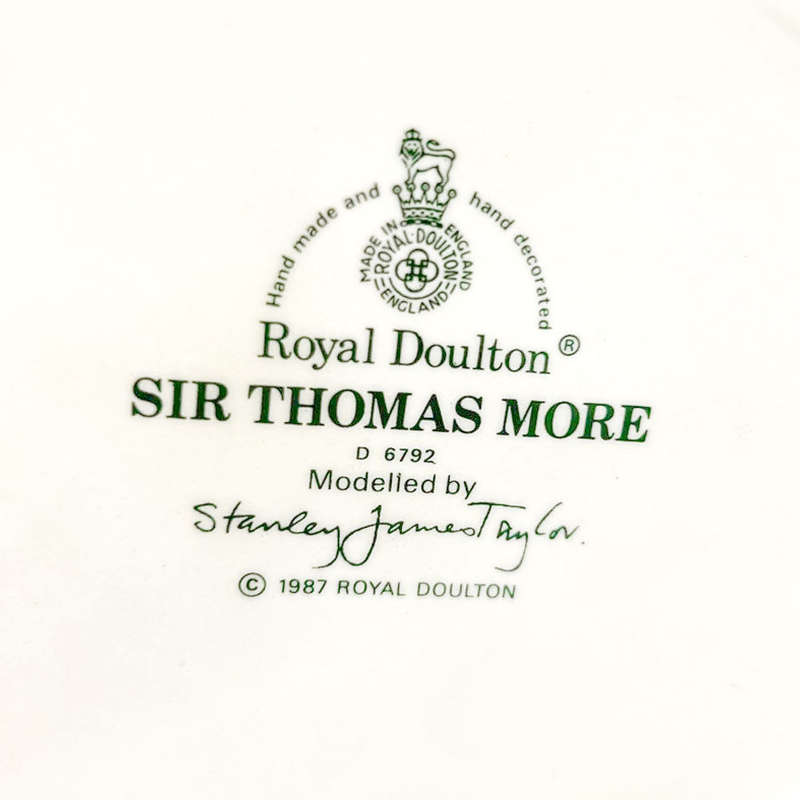 Hand made and hand decorated
MADE IN ENGLAND
ROYAL·DOULTON
ENGLAND
Royal Doulton®
SIR THOMAS MORE
D 6792
Modelled by
Stanley James Taylor.
© 1987 ROYAL DOULTON